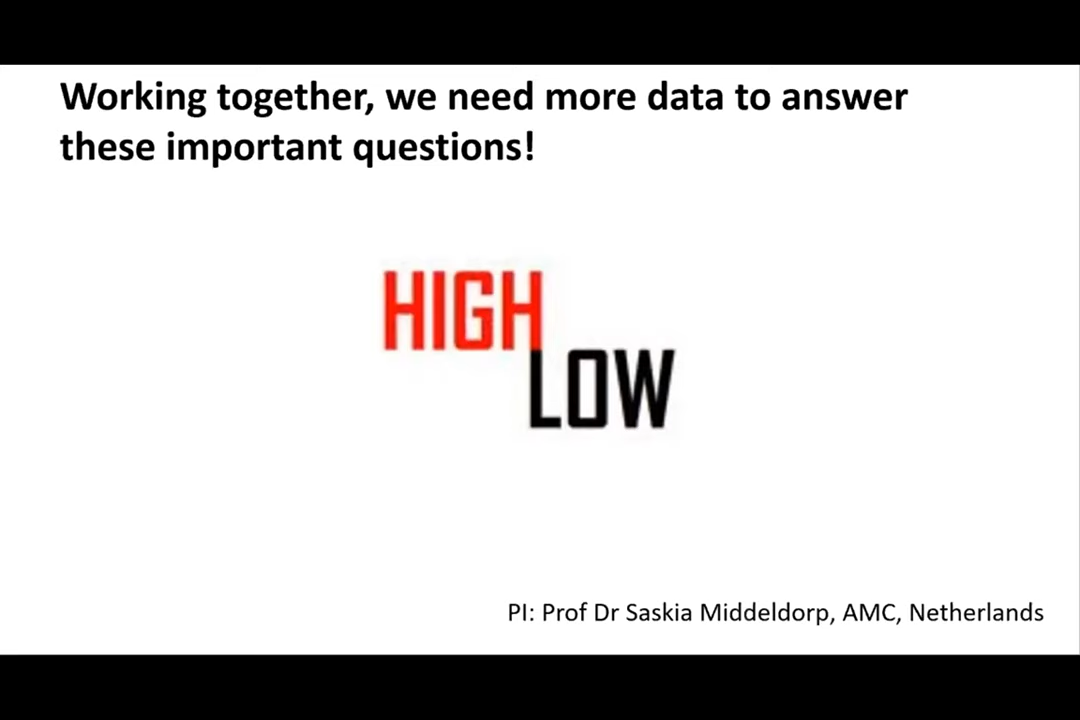 Working together, we need more data to answer
these important questions!
HIGH
LOW
PI: Prof Dr Saskia Middeldorp, AMC, Netherlands